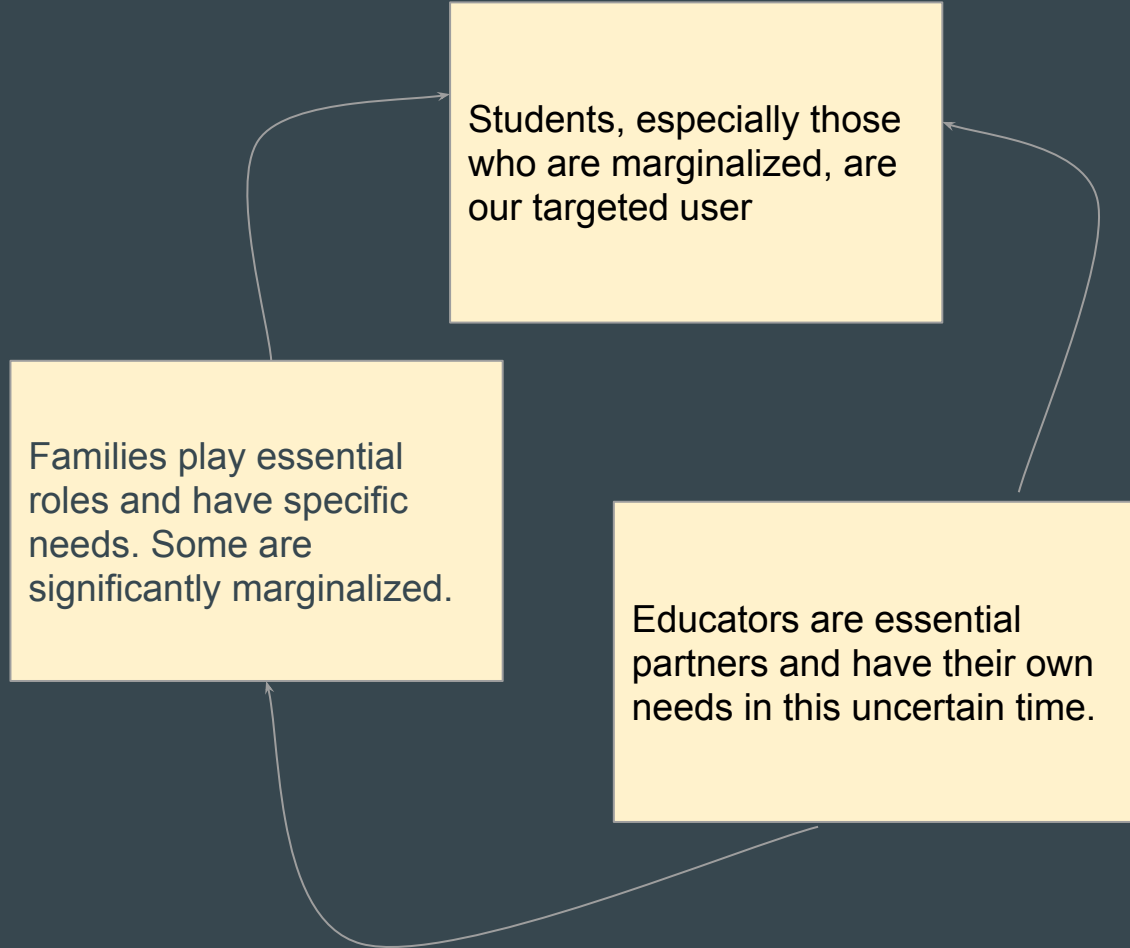 Students, especially those
who are marginalized, are
our targeted user
Families play essential
roles and have specific
needs. Some are
significantly marginalized.
Educators are essential
partners and have their own
needs in this uncertain time.